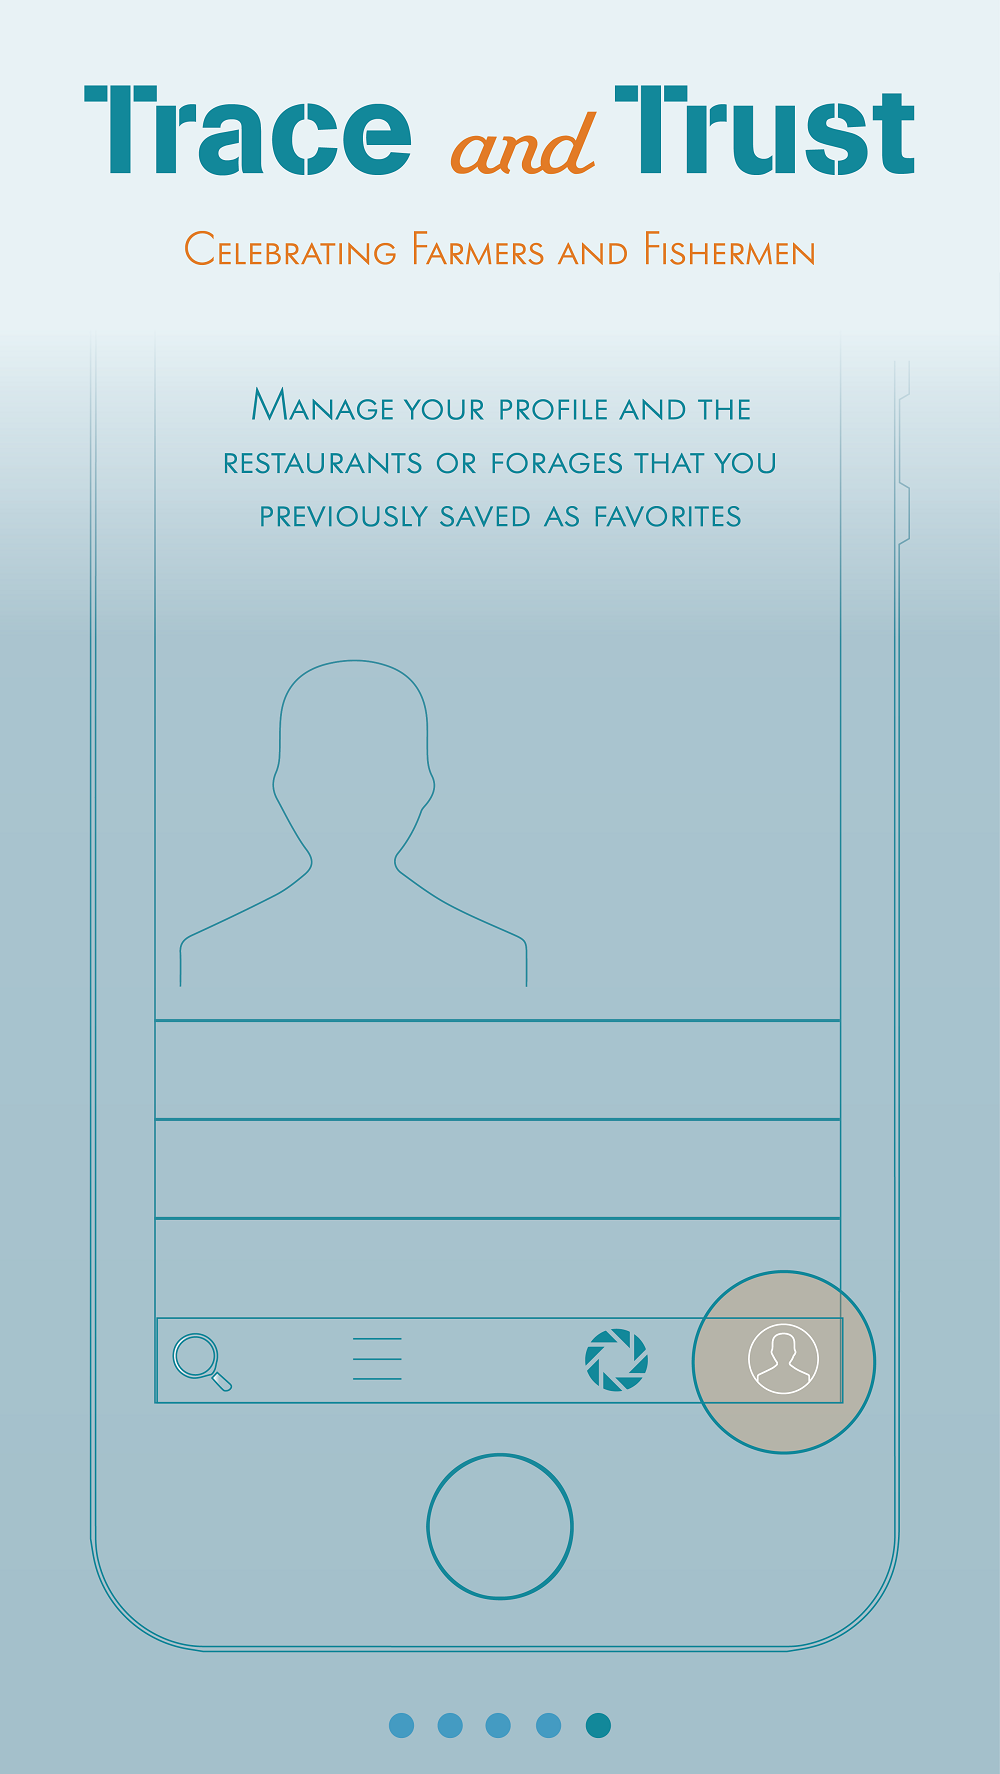 Trace and Trust
Celebrating Farmers and Fishermen
Manage your profile and the
restaurants or forages that you
previously saved as favorites